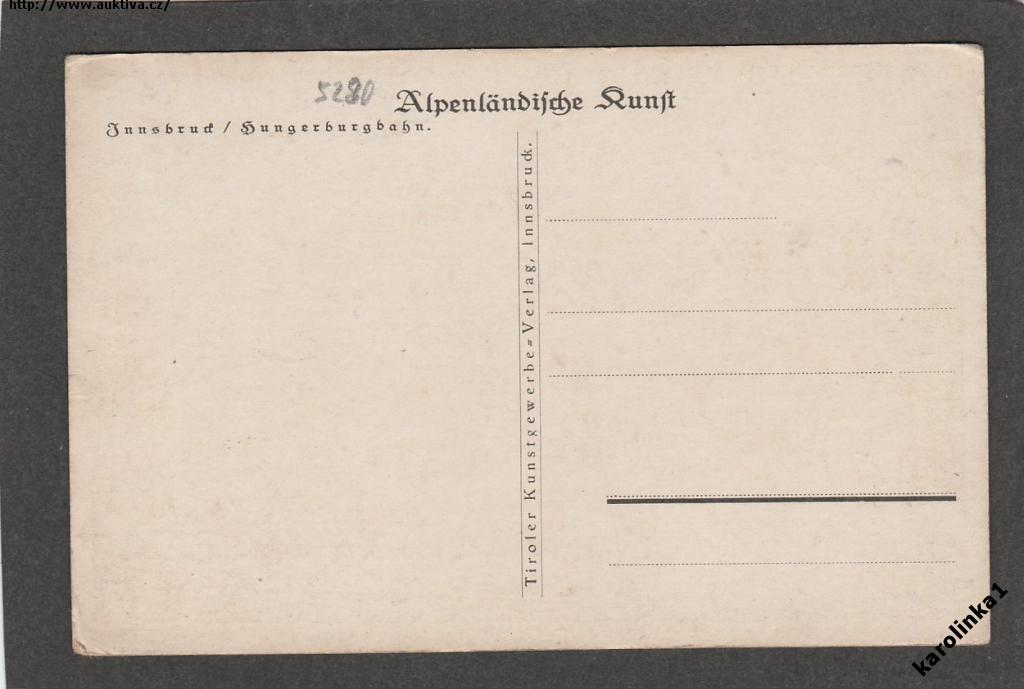 http://www.auktiva.cz/
5280
Alpenländische Kunst
Innsbruck / Hungerburgbahn.
Tiroler Kunstgewerbe=Verlag, Innsbruck.
karolinka1